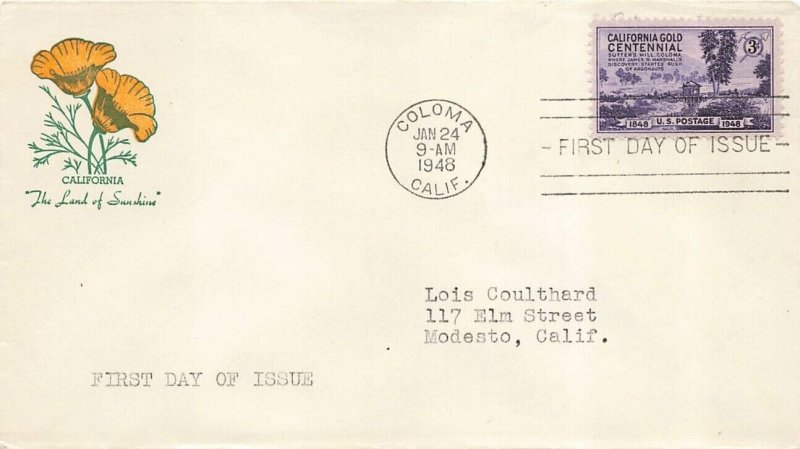 CALIFORNIA
"The Land of Sunshine"
COLOMA
JAN 24
9-AM
1948
CALIF.
CALIFORNIA GOLD
CENTENNIAL
SUTTER'S MILL, COLOMA,
WHERE JAMES W. MARSHALL'S
DISCOVERY STARTED RUSH
OF ARGONAUTS
3¢
1848 U.S. POSTAGE 1948
- FIRST DAY OF ISSUE -
Lois Coulthard
117 Elm Street
Modesto, Calif.
FIRST DAY OF ISSUE